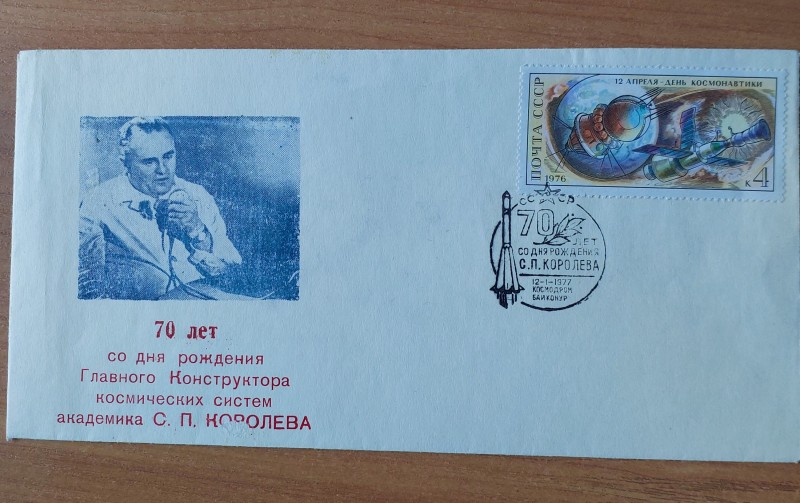 12 АПРЕЛЯ - ДЕНЬ КОСМОНАВТИКИ
ПОЧТА СССР
1976
к 4
СССР
70
ЛЕТ
СО ДНЯ РОЖДЕНИЯ
С.П. КОРОЛЕВА
12-1-1977
КОСМОДРОМ
БАЙКОНУР
70 лет
со дня рождения
Главного Конструктора
космических систем
академика С. П. КОРОЛЕВА